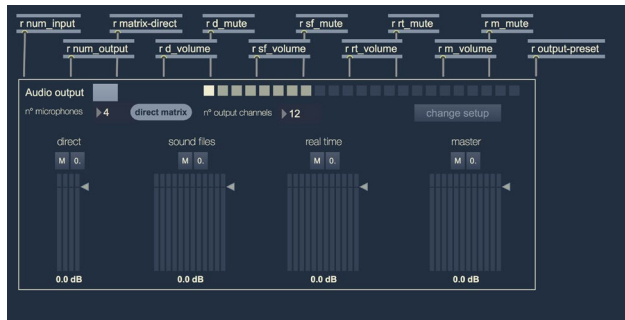 r num_input r matrix-direct r d_mute r sf_mute r rt_mute r m_mute
r num_output r d_volume r sf_volume r rt_volume r m_volume r output-preset
Audio output
nº microphones 4 direct matrix nº output channels 12 change setup
direct sound files real time master
M 0. M 0. M 0. M 0.
0.0 dB 0.0 dB 0.0 dB 0.0 dB